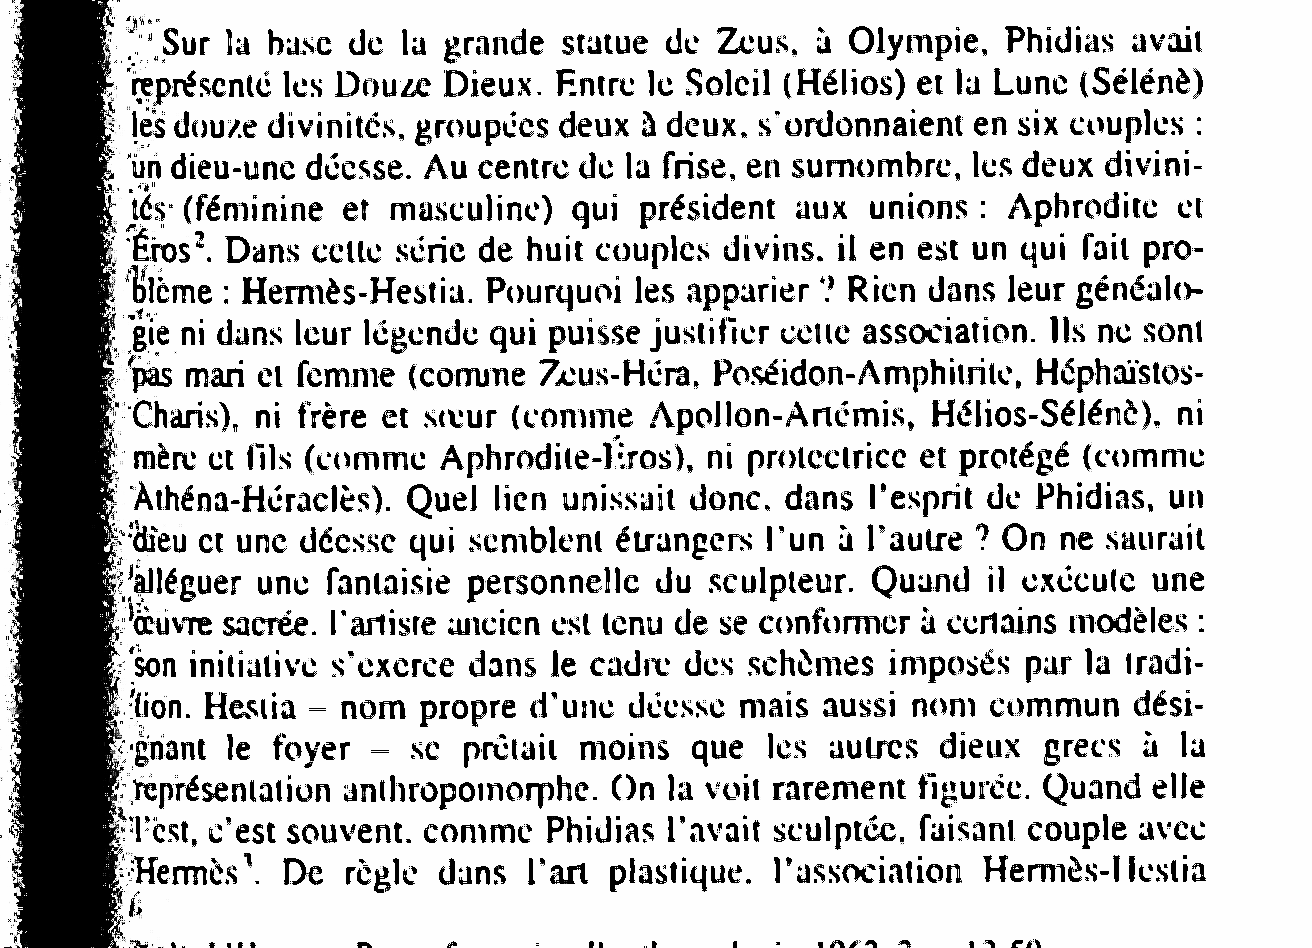 Sur la base de la grande statue de Zeus, à Olympie, Phidias avait
représenté les Douze Dieux. Entre le Soleil (Hélios) et la Lune (Sélénè)
les douze divinités, groupées deux à deux, s'ordonnaient en six couples :
un dieu-une déesse. Au centre de la frise, en surnombre, les deux divini-
tés (féminine et masculine) qui président aux unions : Aphrodite et
Éros². Dans cette série de huit couples divins, il en est un qui fait pro-
blème : Hermès-Hestia. Pourquoi les apparier ? Rien dans leur généalo-
gie ni dans leur légende qui puisse justifier cette association. Ils ne sont
pas mari et femme (comme Zeus-Héra, Poséidon-Amphitrite, Héphaïstos-
Charis), ni frère et sœur (comme Apollon-Artémis, Hélios-Sélénè), ni
mère et fils (comme Aphrodite-Éros), ni protectrice et protégé (comme
Athéna-Héraclès). Quel lien unissait donc, dans l'esprit de Phidias, un
dieu et une déesse qui semblent étrangers l'un à l'autre ? On ne saurait
alléguer une fantaisie personnelle du sculpteur. Quand il exécute une
œuvre sacrée, l'artiste ancien est tenu de se conformer à certains modèles :
son initiative s'exerce dans le cadre des schèmes imposés par la tradi-
tion. Hestia – nom propre d'une déesse mais aussi nom commun dési-
gnant le foyer – se prêtait moins que les autres dieux grecs à la
représentation anthropomorphe. On la voit rarement figurée. Quand elle
l'est, c'est souvent, comme Phidias l'avait sculptée, faisant couple avec
Hermès³. De règle dans l'art plastique, l'association Hermès-Hestia